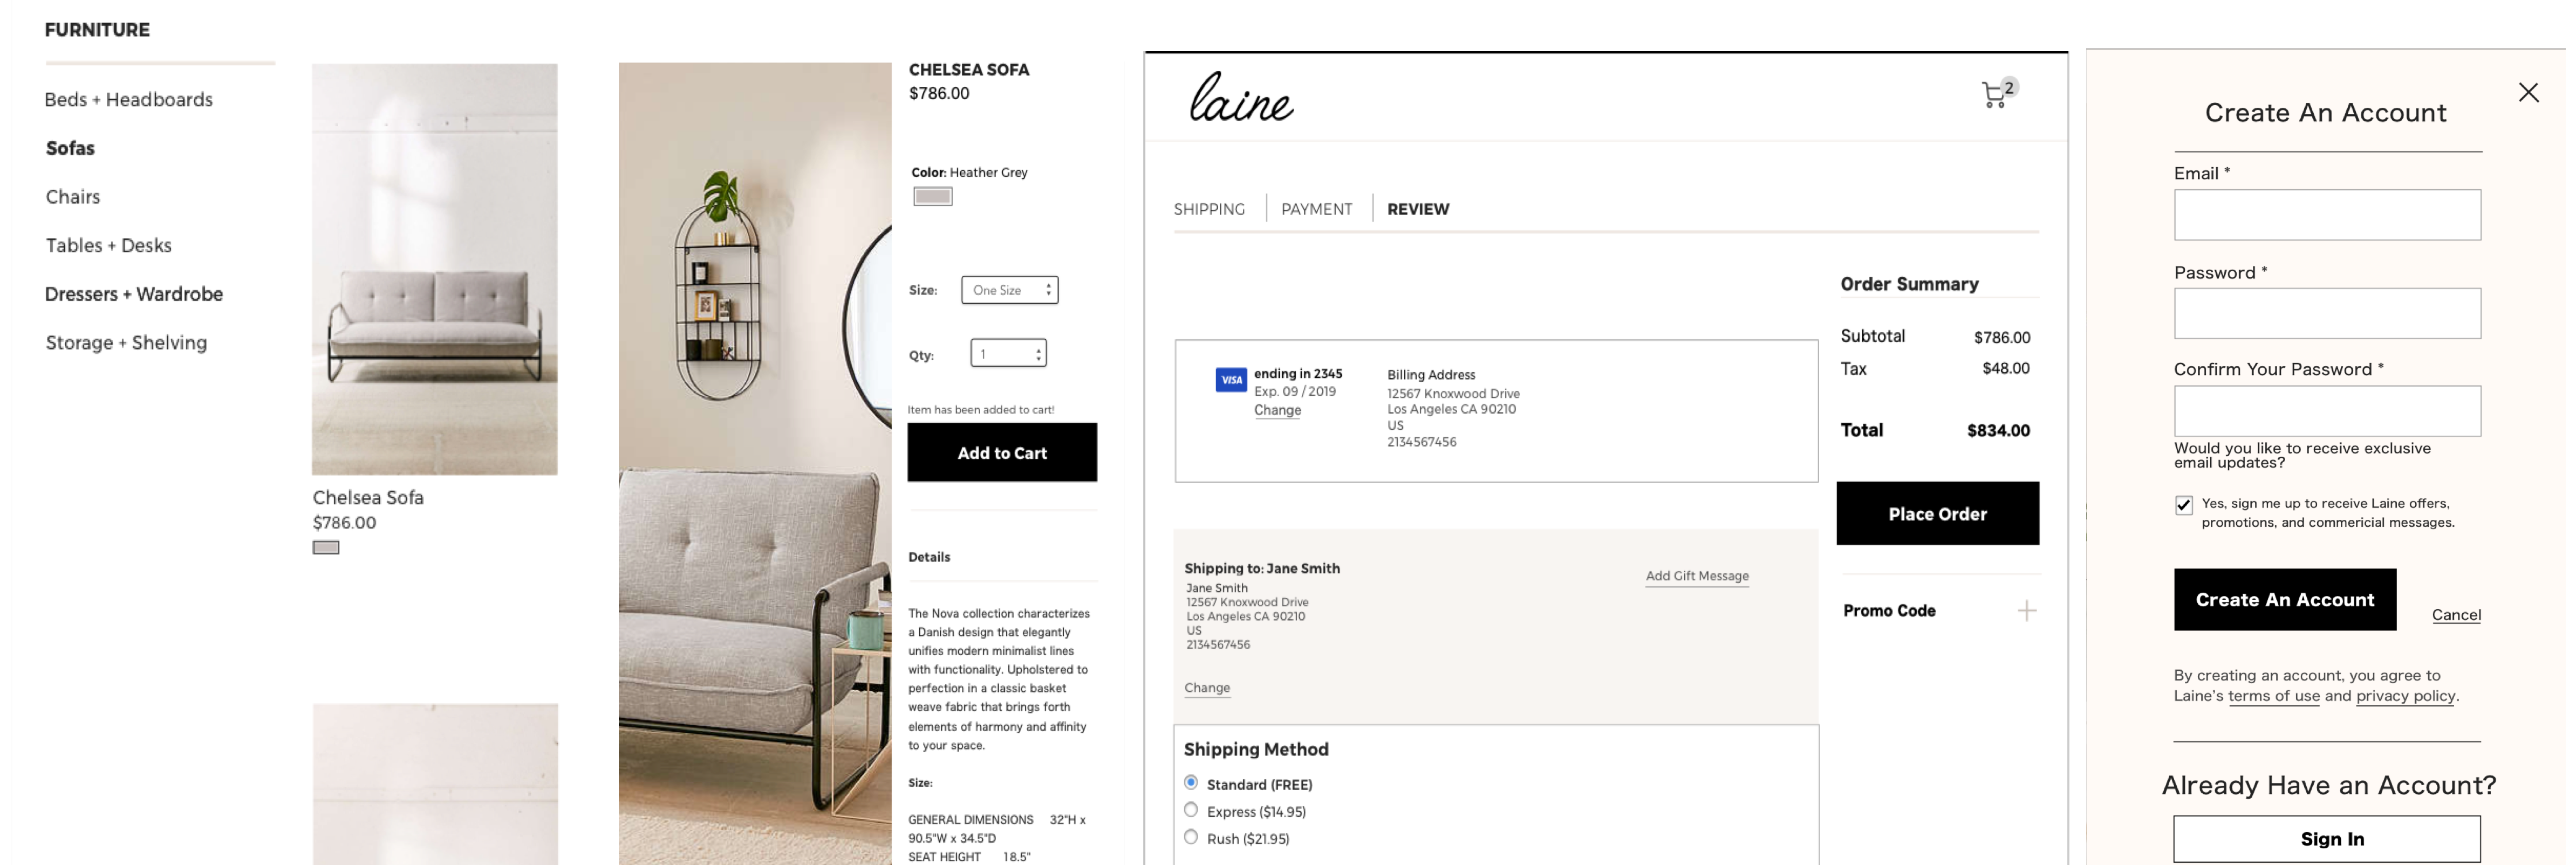 FURNITURE
Beds + Headboards
Sofas
Chairs
Tables + Desks
Dressers + Wardrobe
Storage + Shelving
Chelsea Sofa
$786.00
CHELSEA SOFA
$786.00
Color: Heather Grey
Size: One Size
Qty: 1
Item has been added to cart!
Add to Cart
Details
The Nova collection characterizes
a Danish design that elegantly
unifies modern minimalist lines
with functionality. Upholstered to
perfection in a classic basket
weave fabric that brings forth
elements of harmony and affinity
to your space.
Size:
GENERAL DIMENSIONS 32"H x
90.5"W x 34.5"D
SEAT HEIGHT 18.5"
laine
2
SHIPPING PAYMENT REVIEW
VISA ending in 2345
Exp. 09 / 2019
Change
Billing Address
12567 Knoxwood Drive
Los Angeles CA 90210
US
2134567456
Shipping to: Jane Smith
Jane Smith
12567 Knoxwood Drive
Los Angeles CA 90210
US
2134567456
Change
Add Gift Message
Shipping Method
Standard (FREE)
Express ($14.95)
Rush ($21.95)
Order Summary
Subtotal $786.00
Tax $48.00
Total $834.00
Place Order
Promo Code
Create An Account
Email *
Password *
Confirm Your Password *
Would you like to receive exclusive
email updates?
Yes, sign me up to receive Laine offers,
promotions, and commericial messages.
Create An Account
Cancel
By creating an account, you agree to
Laine's terms of use and privacy policy.
Already Have an Account?
Sign In